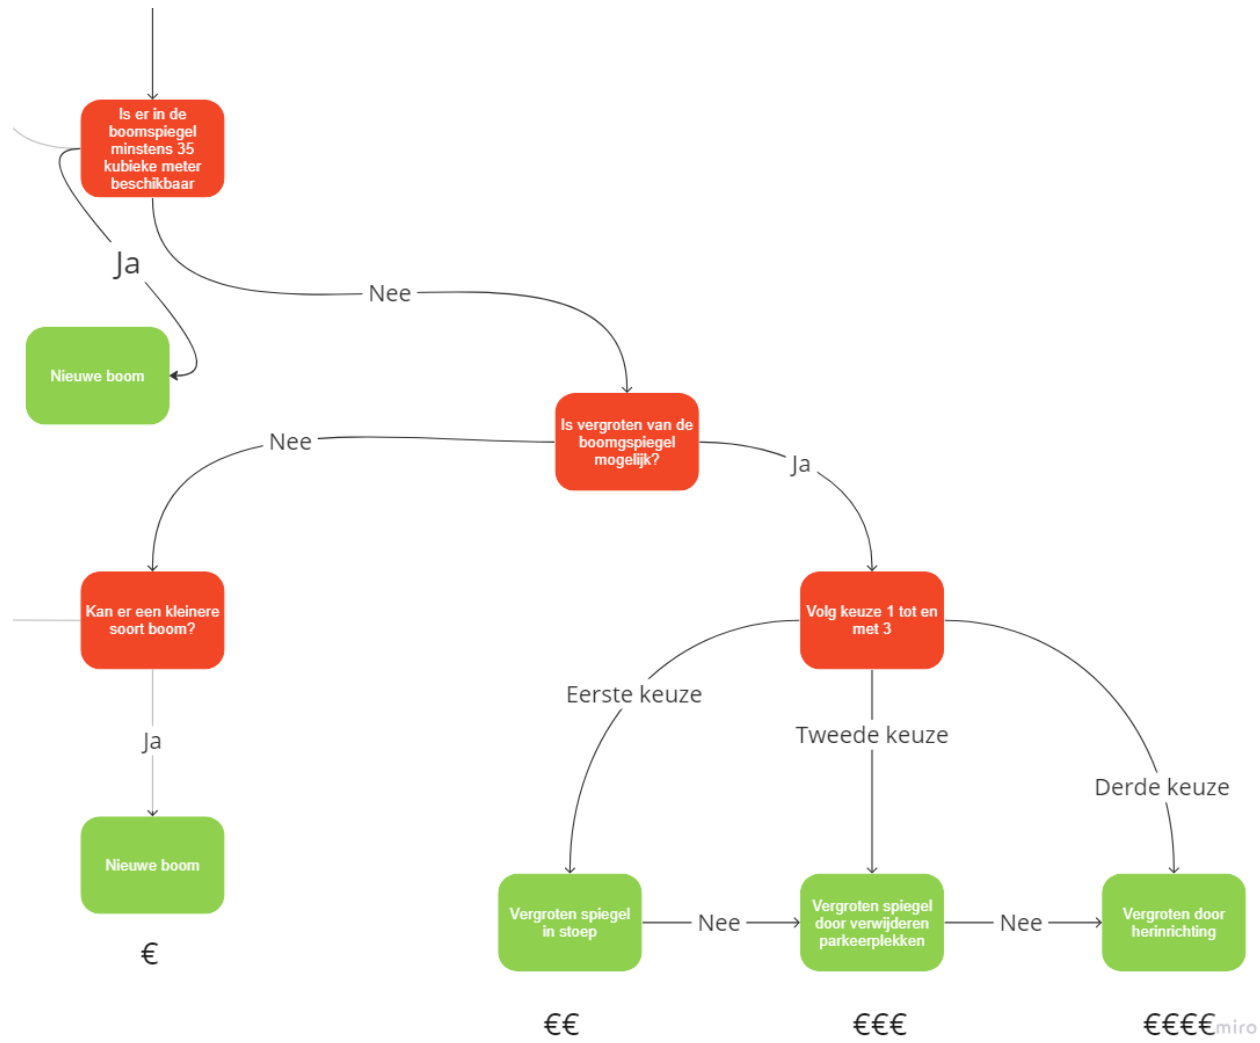 Is er in de
boomspiegel
minstens 35
kubieke meter
beschikbaar
Ja
Nee
Nieuwe boom
Is vergroten van de
boomgspiegel
mogelijk?
Nee
Ja
Kan er een kleinere
soort boom?
Volg keuze 1 tot en
met 3
Eerste keuze
Tweede keuze
Derde keuze
Ja
Nieuwe boom
Vergroten spiegel
in stoep
Nee
Vergroten spiegel
door verwijderen
parkeerplekken
Nee
Vergroten door
herinrichting
€
€€
€€€
€€€€
miro